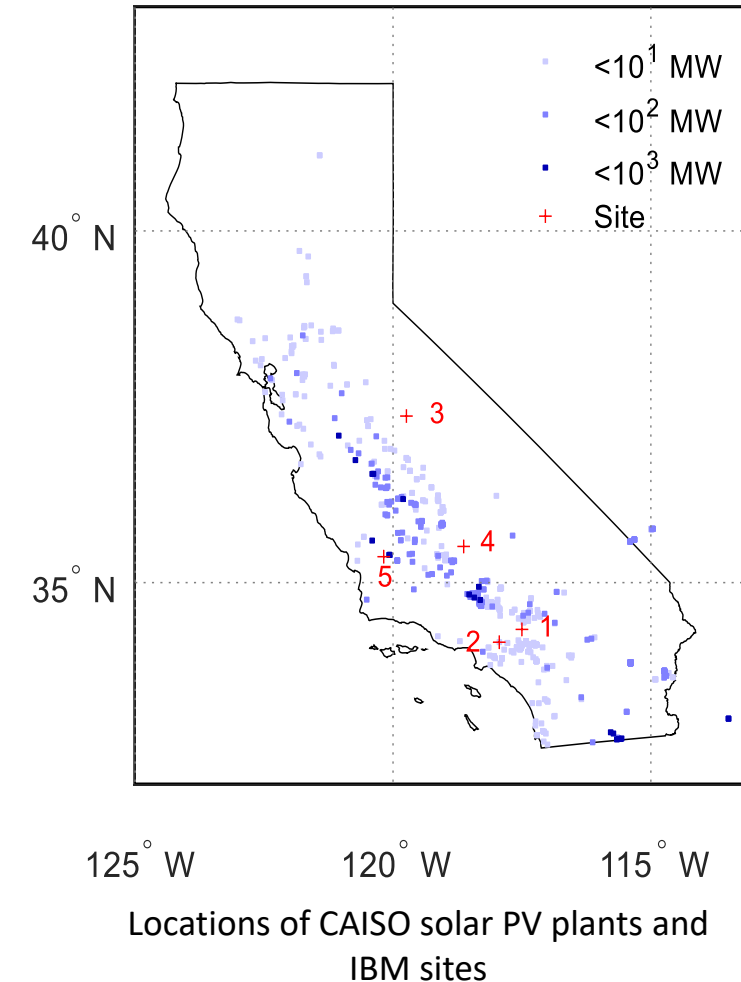 <10¹ MW
<10² MW
<10³ MW
Site
40° N
3
4
5
35° N
1
2
125° W 120° W 115° W
Locations of CAISO solar PV plants and
IBM sites